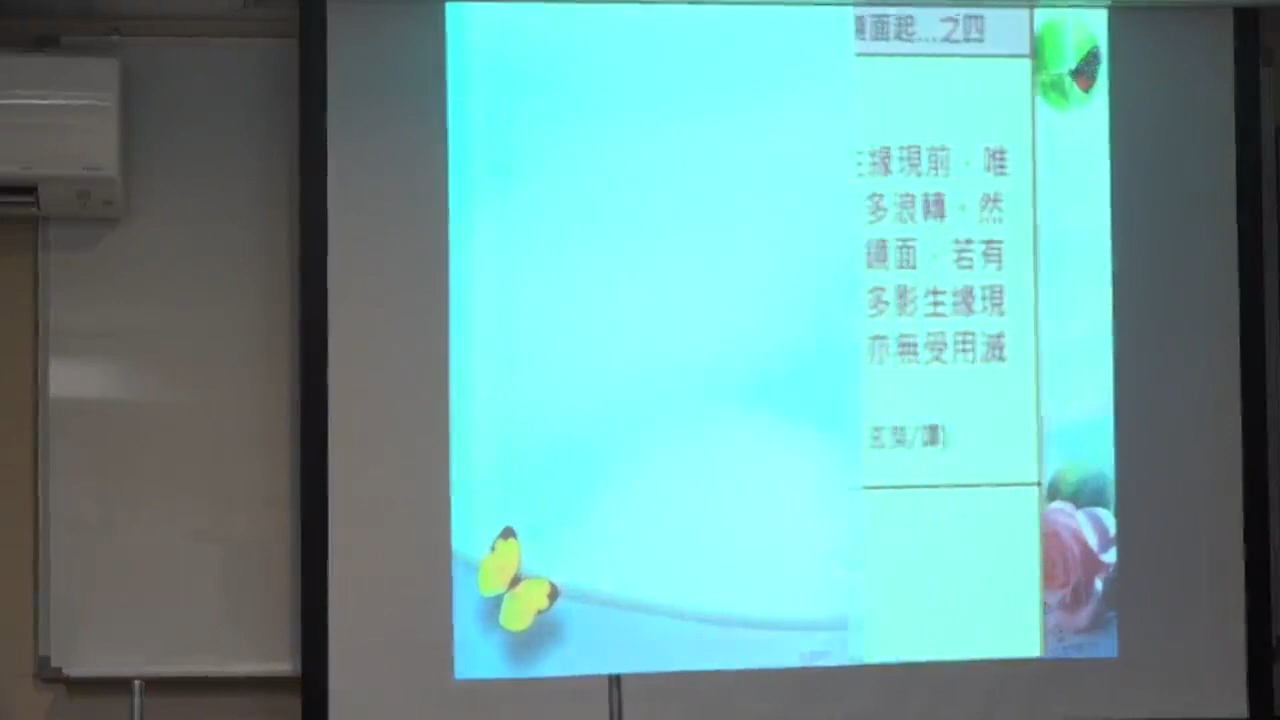 面起...之四
緣現前,唯
多浪轉,然
鏡面,若有
多影生緣現
亦無受用滅
玄奘/譯)